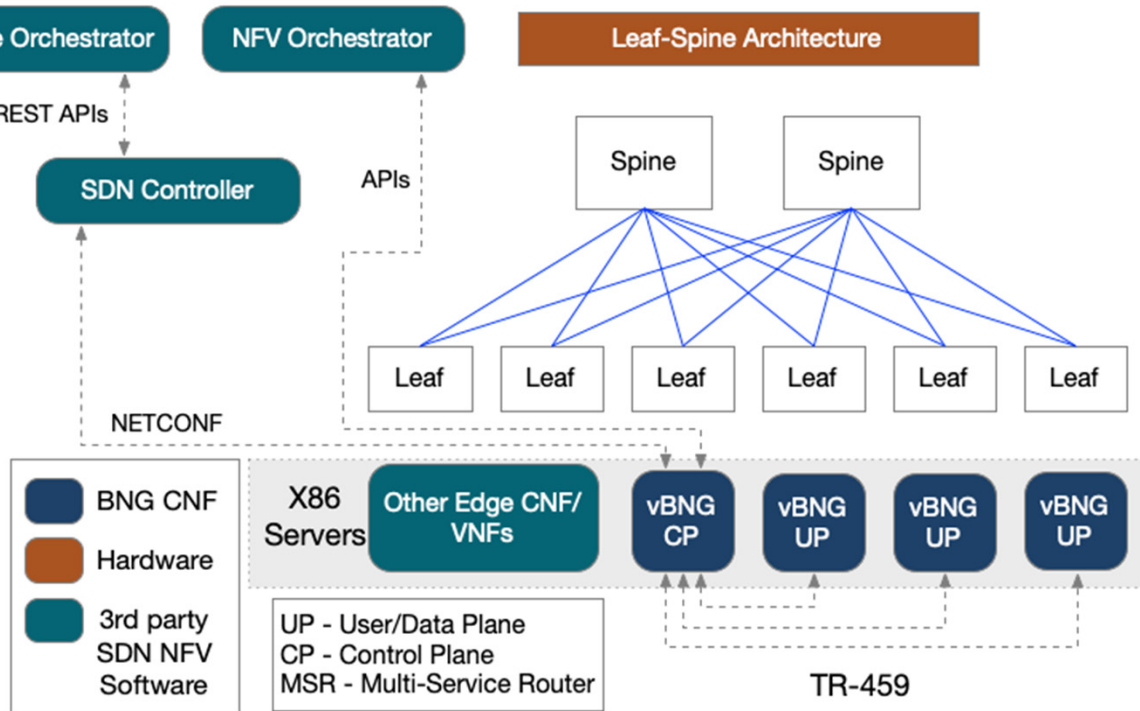 Orchestrator
NFV Orchestrator
Leaf-Spine Architecture
REST APIs
SDN Controller
APIs
Spine
Spine
Leaf
Leaf
Leaf
Leaf
Leaf
Leaf
NETCONF
BNG CNF
Hardware
3rd party
SDN NFV
Software
X86
Servers
Other Edge CNF/
VNFs
vBNG
CP
vBNG
UP
vBNG
UP
vBNG
UP
UP - User/Data Plane
CP - Control Plane
MSR - Multi-Service Router
TR-459